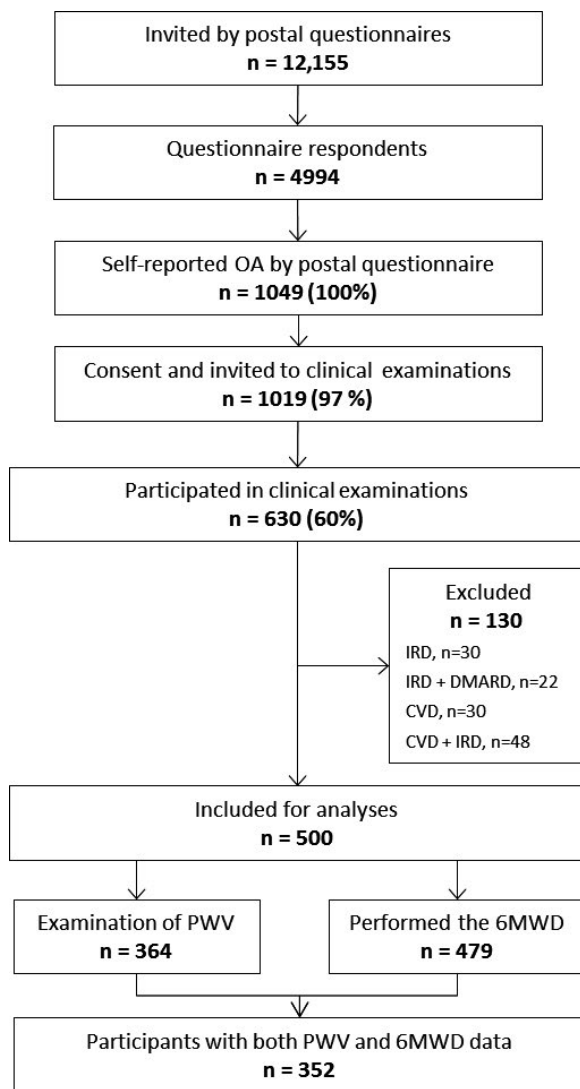 Invited by postal questionnaires
n = 12,155
Questionnaire respondents
n = 4994
Self-reported OA by postal questionnaire
n = 1049 (100%)
Consent and invited to clinical examinations
n = 1019 (97 %)
Participated in clinical examinations
n = 630 (60%)
Excluded
n = 130
IRD, n=30
IRD + DMARD, n=22
CVD, n=30
CVD + IRD, n=48
Included for analyses
n = 500
Examination of PWV
n = 364
Performed the 6MWD
n = 479
Participants with both PWV and 6MWD data
n = 352